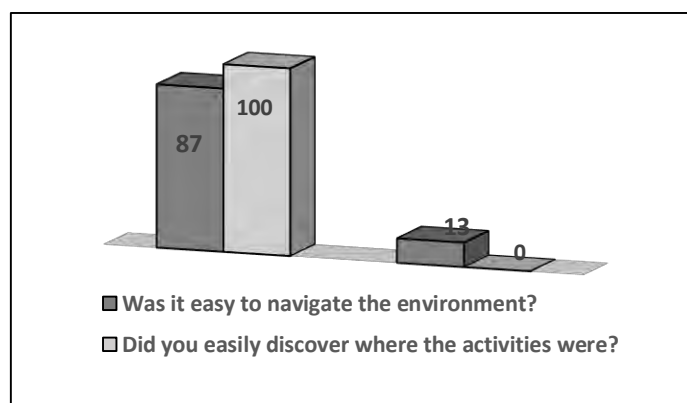 87
100
13
0
Was it easy to navigate the environment?
Did you easily discover where the activities were?